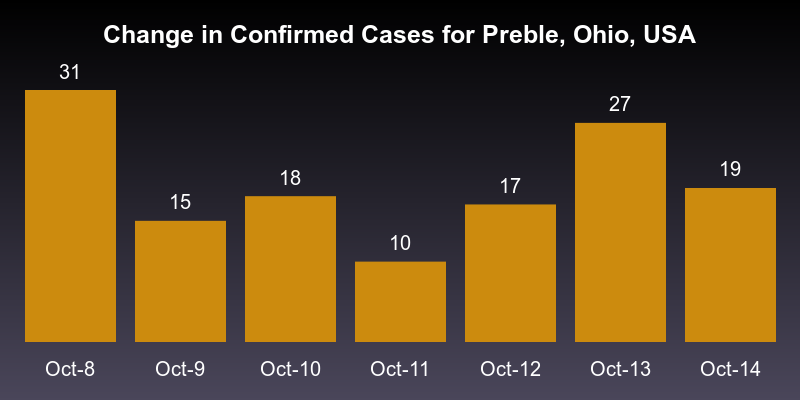 Change in Confirmed Cases for Preble, Ohio, USA
31
15
18
10
17
27
19
Oct-8
Oct-9
Oct-10
Oct-11
Oct-12
Oct-13
Oct-14